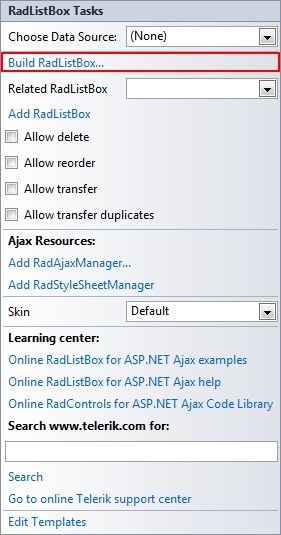 RadListBox Tasks
Choose Data Source: (None)
Build RadListBox...
Related RadListBox
Add RadListBox
Allow delete
Allow reorder
Allow transfer
Allow transfer duplicates
Ajax Resources:
Add RadAjaxManager...
Add RadStyleSheetManager
Skin Default
Learning center:
Online RadListBox for ASP.NET Ajax examples
Online RadListBox for ASP.NET Ajax help
Online RadControls for ASP.NET Ajax Code Library
Search www.telerik.com for:
Search
Go to online Telerik support center
Edit Templates